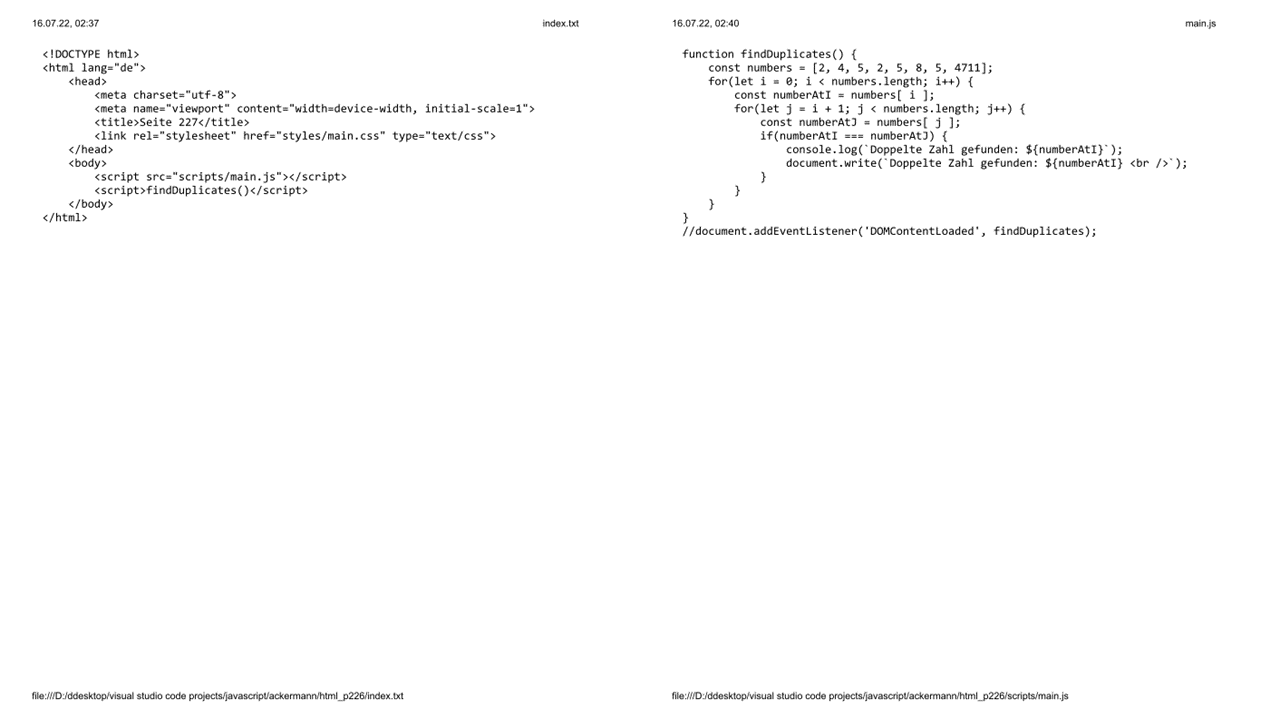 16.07.22, 02:37 index.txt
<!DOCTYPE html>
<html lang="de">
    <head>
        <meta charset="utf-8">
        <meta name="viewport" content="width=device-width, initial-scale=1">
        <title>Seite 227</title>
        <link rel="stylesheet" href="styles/main.css" type="text/css">
    </head>
    <body>
        <script src="scripts/main.js"></script>
        <script>findDuplicates()</script>
    </body>
</html>
file:///D:/ddesktop/visual studio code projects/javascript/ackermann/html_p226/index.txt
16.07.22, 02:40 main.js
function findDuplicates() {
    const numbers = [2, 4, 5, 2, 5, 8, 5, 4711];
    for(let i = 0; i < numbers.length; i++) {
        const numberAtI = numbers[ i ];
        for(let j = i + 1; j < numbers.length; j++) {
            const numberAtJ = numbers[ j ];
            if(numberAtI === numberAtJ) {
                console.log(`Doppelte Zahl gefunden: ${numberAtI}`);
                document.write(`Doppelte Zahl gefunden: ${numberAtI} <br />`);
            }
        }
    }
}
//document.addEventListener('DOMContentLoaded', findDuplicates);
file:///D:/ddesktop/visual studio code projects/javascript/ackermann/html_p226/scripts/main.js